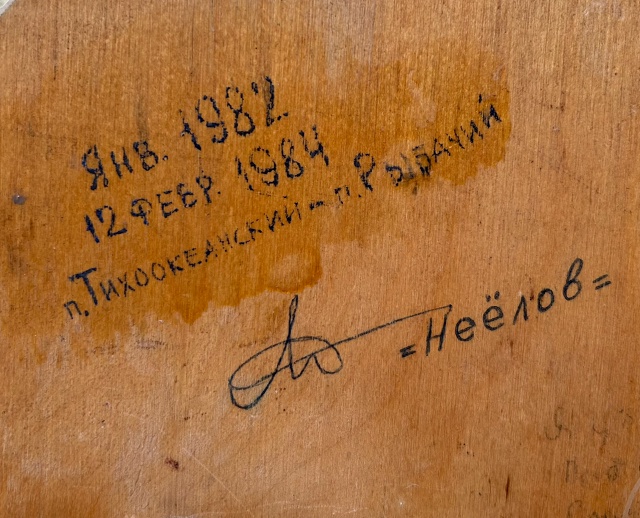 Янв. 1982
12 ФЕВР. 1984
п. Тихоокеанский – п. Рыбачий
=Неёлов=